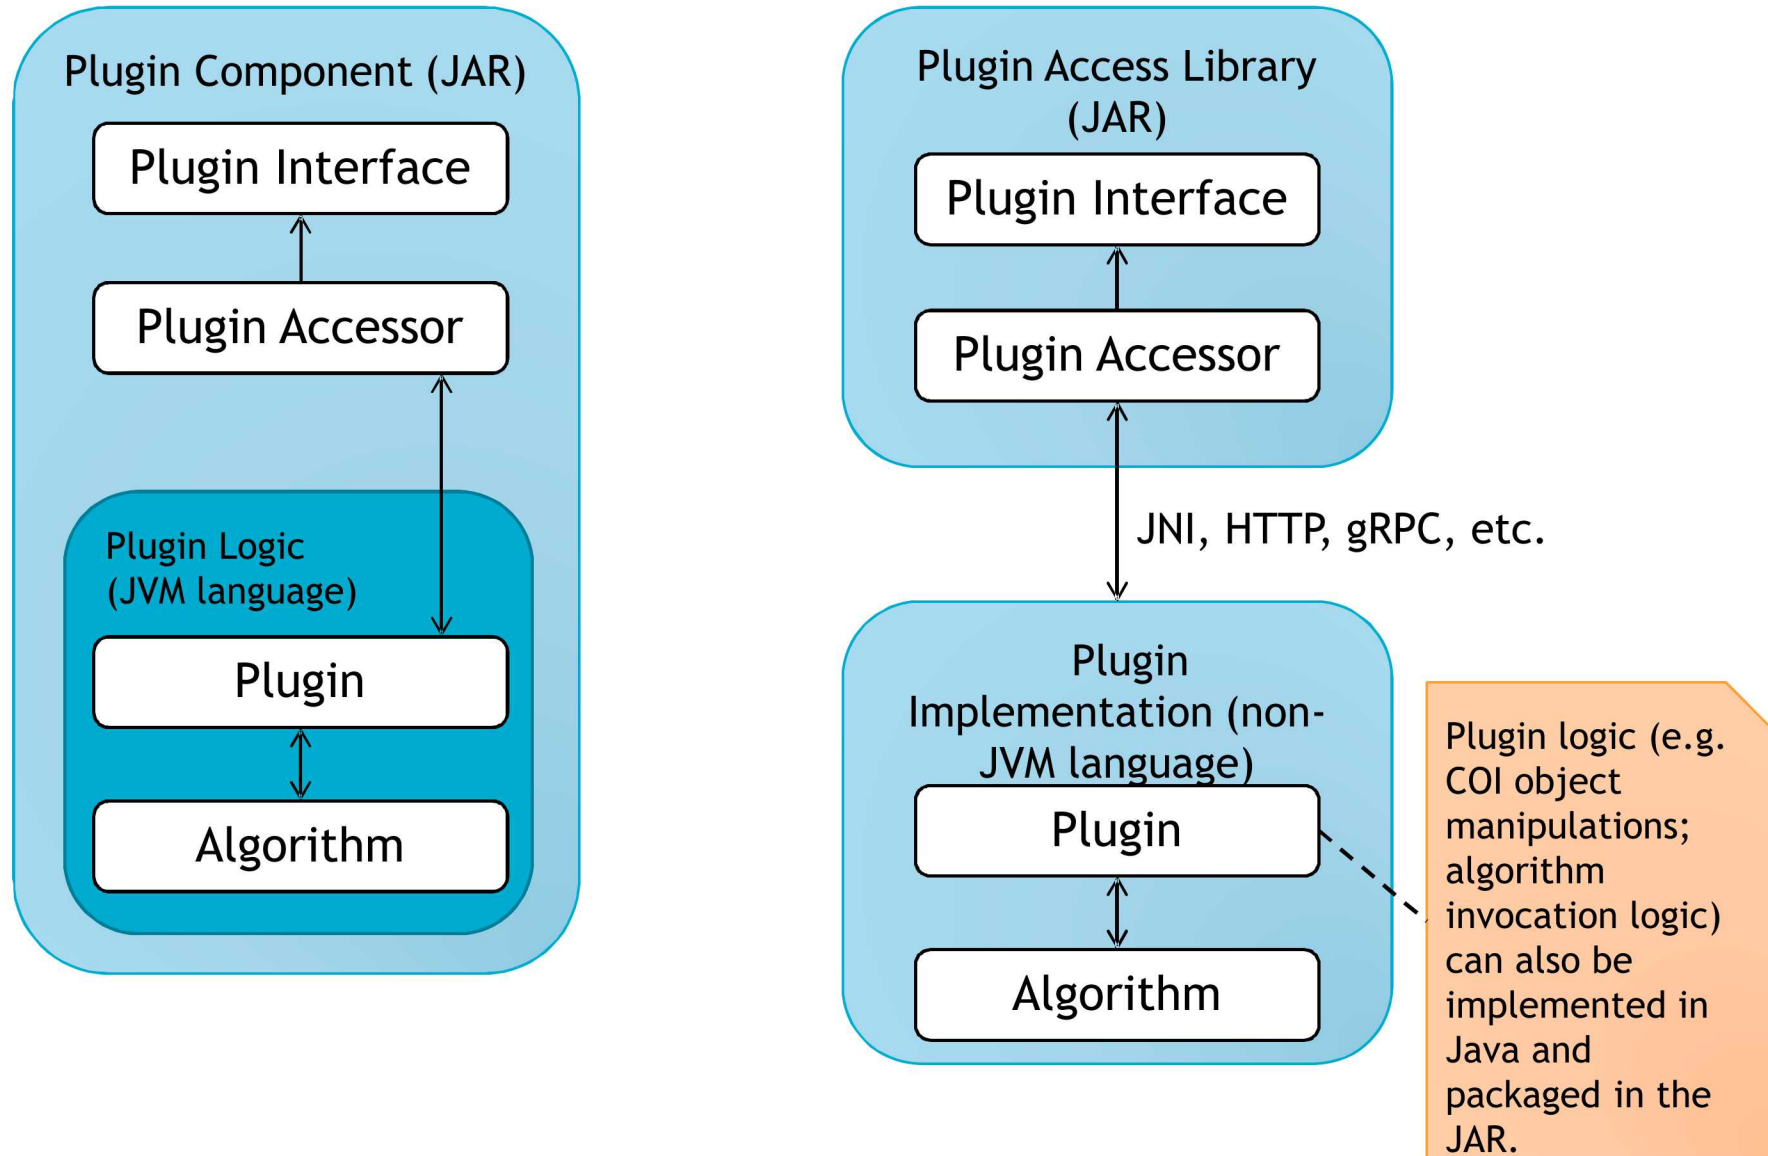 Plugin Component (JAR)
Plugin Interface
Plugin Accessor
Plugin Logic
(JVM language)
Plugin
Algorithm
Plugin Access Library
(JAR)
Plugin Interface
Plugin Accessor
JNI, HTTP, gRPC, etc.
Plugin
Implementation (non-
JVM language)
Plugin
Algorithm
Plugin logic (e.g.
COI object
manipulations;
algorithm
invocation logic)
can also be
implemented in
Java and
packaged in the
JAR.